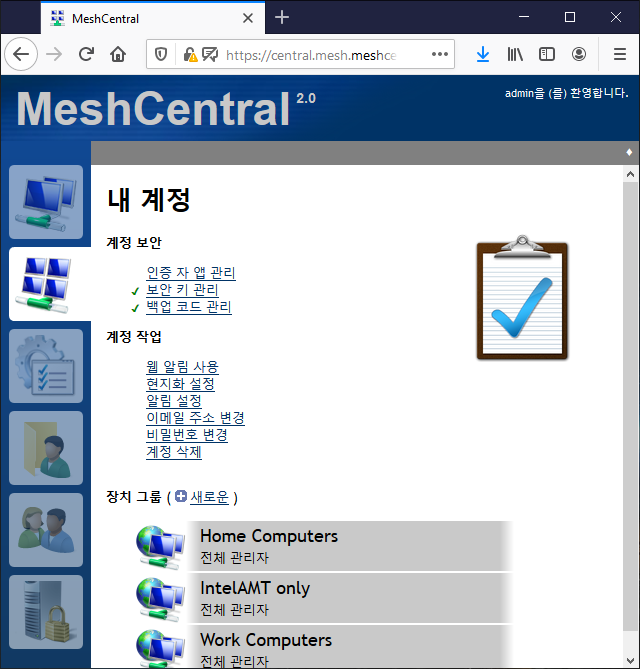 MeshCentral
https://central.mesh.meshce
MeshCentral 2.0
admin을 (를) 환영합니다.
내 계정
계정 보안
인증 자 앱 관리
보안 키 관리
백업 코드 관리
계정 작업
웹 알림 사용
현지화 설정
알림 설정
이메일 주소 변경
비밀번호 변경
계정 삭제
장치 그룹 ( 새로운 )
Home Computers
전체 관리자
IntelAMT only
전체 관리자
Work Computers
전체 관리자